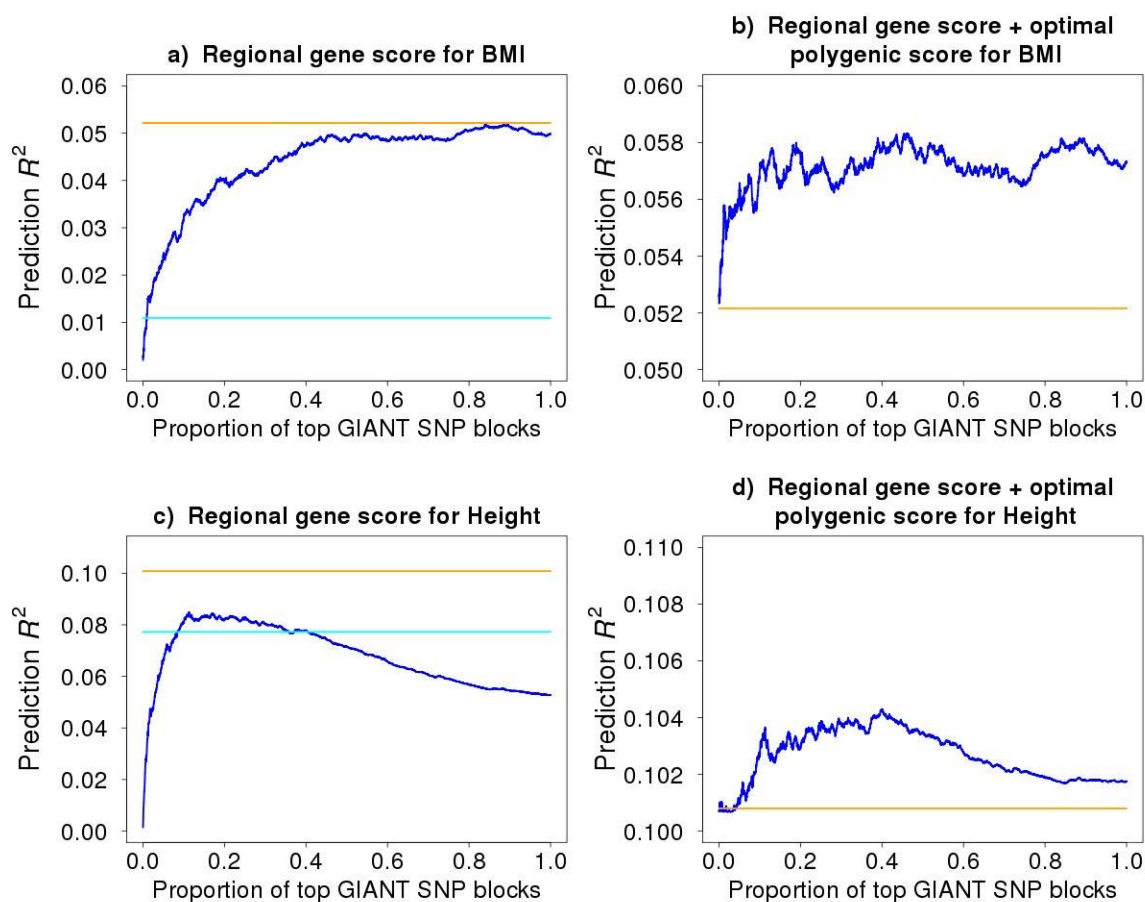 a) Regional gene score for BMI
Prediction R²
0.06
0.05
0.04
0.03
0.02
0.01
0.00
0.0 0.2 0.4 0.6 0.8 1.0
Proportion of top GIANT SNP blocks
b) Regional gene score + optimal
polygenic score for BMI
Prediction R²
0.060
0.058
0.056
0.054
0.052
0.050
0.0 0.2 0.4 0.6 0.8 1.0
Proportion of top GIANT SNP blocks
c) Regional gene score for Height
Prediction R²
0.10
0.08
0.06
0.04
0.02
0.00
0.0 0.2 0.4 0.6 0.8 1.0
Proportion of top GIANT SNP blocks
d) Regional gene score + optimal
polygenic score for Height
Prediction R²
0.110
0.108
0.106
0.104
0.102
0.100
0.0 0.2 0.4 0.6 0.8 1.0
Proportion of top GIANT SNP blocks